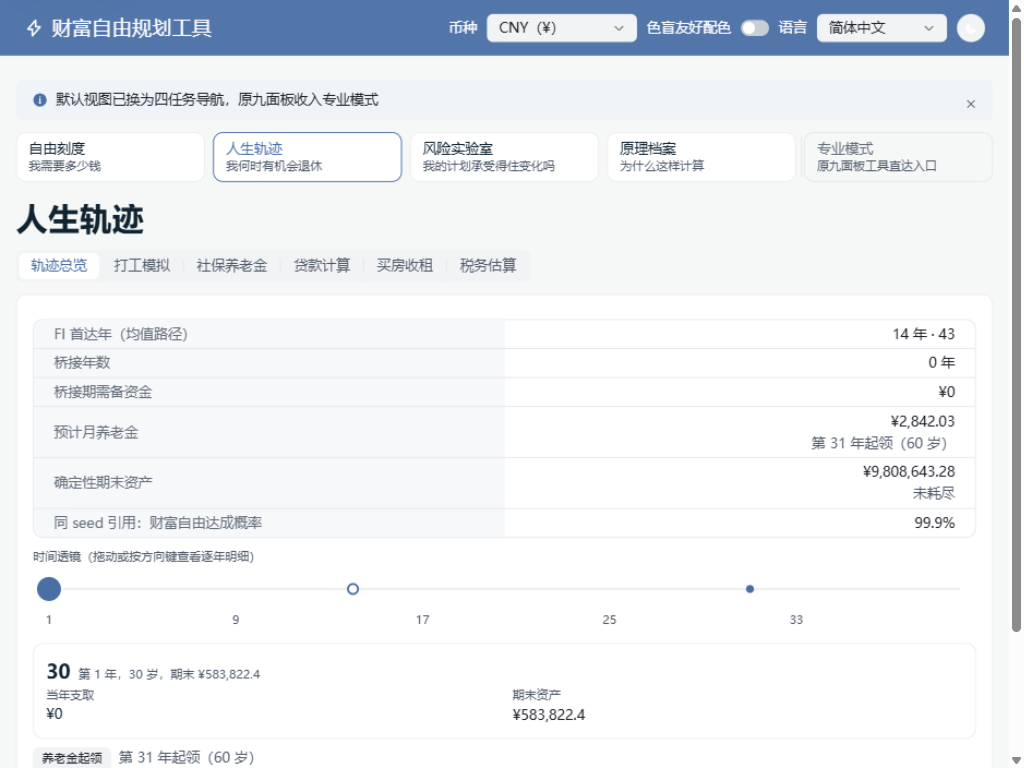 财富自由规划工具
币种
CNY (¥)
色盲友好配色
语言
简体中文
默认视图已换为四任务导航，原九面板收入专业模式
×
自由刻度
我需要多少钱
人生轨迹
我何时有机会退休
风险实验室
我的计划承受得住变化吗
原理档案
为什么这样计算
专业模式
原九面板工具直达入口
人生轨迹
轨迹总览
打工模拟
社保养老金
贷款计算
买房收租
税务估算
FI 首达年（均值路径）
14 年 · 43
桥接年数
0 年
桥接期需备资金
¥0
预计月养老金
¥2,842.03
第 31 年起领（60 岁）
确定性期末资产
¥9,808,643.28
未耗尽
同 seed 引用：财富自由达成概率
99.9%
时间透镜（拖动或按方向键查看逐年明细）
1
9
17
25
33
30 第 1 年，30 岁，期末 ¥583,822.4
当年支取
¥0
期末资产
¥583,822.4
养老金起领 第 31 年起领（60 岁）